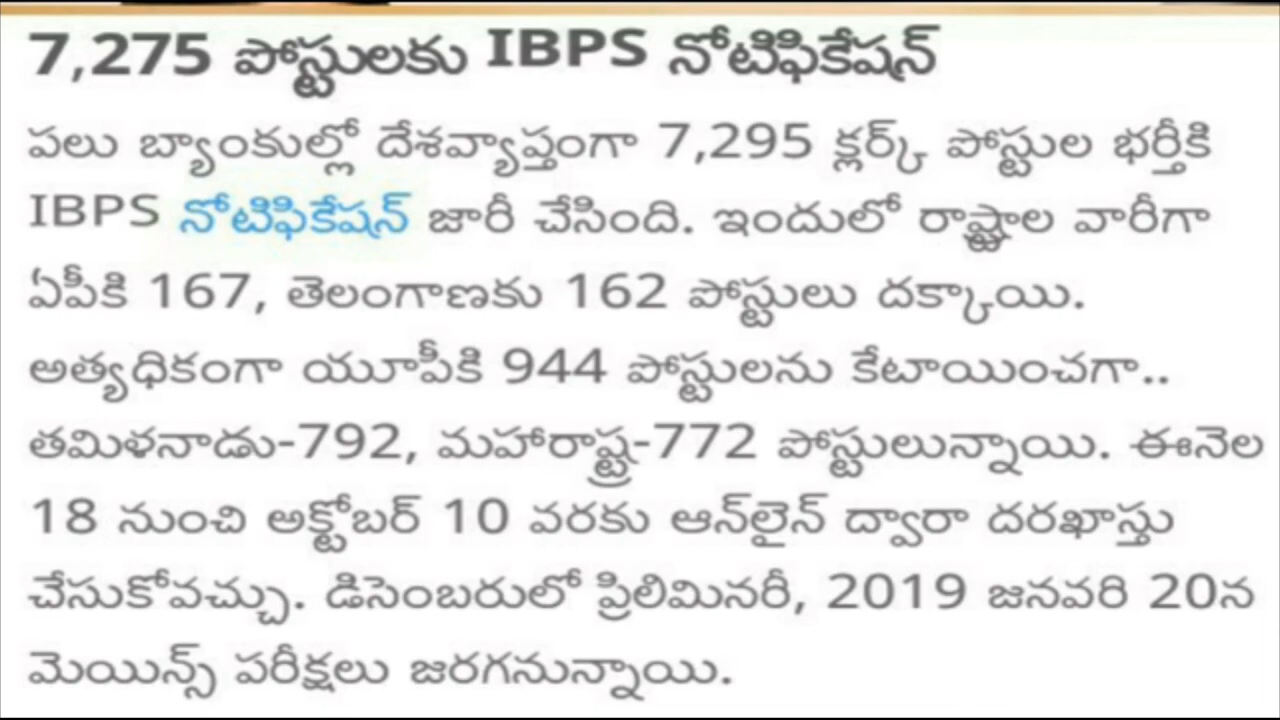 7,275 పోస్టులకు IBPS నోటిఫికేషన్
పలు బ్యాంకుల్లో దేశవ్యాప్తంగా 7,295 క్లర్క్ పోస్టుల భర్తీకి
IBPS నోటిఫికేషన్ జారీ చేసింది. ఇందులో రాష్ట్రాల వారీగా
ఏపీకి 167, తెలంగాణకు 162 పోస్టులు దక్కాయి.
అత్యధికంగా యూపీకి 944 పోస్టులను కేటాయించగా..
తమిళనాడు-792, మహారాష్ట్ర-772 పోస్టులున్నాయి. ఈనెల
18 నుంచి అక్టోబర్ 10 వరకు ఆన్‌లైన్ ద్వారా దరఖాస్తు
చేసుకోవచ్చు. డిసెంబరులో ప్రిలిమినరీ, 2019 జనవరి 20న
మెయిన్స్ పరీక్షలు జరగనున్నాయి.